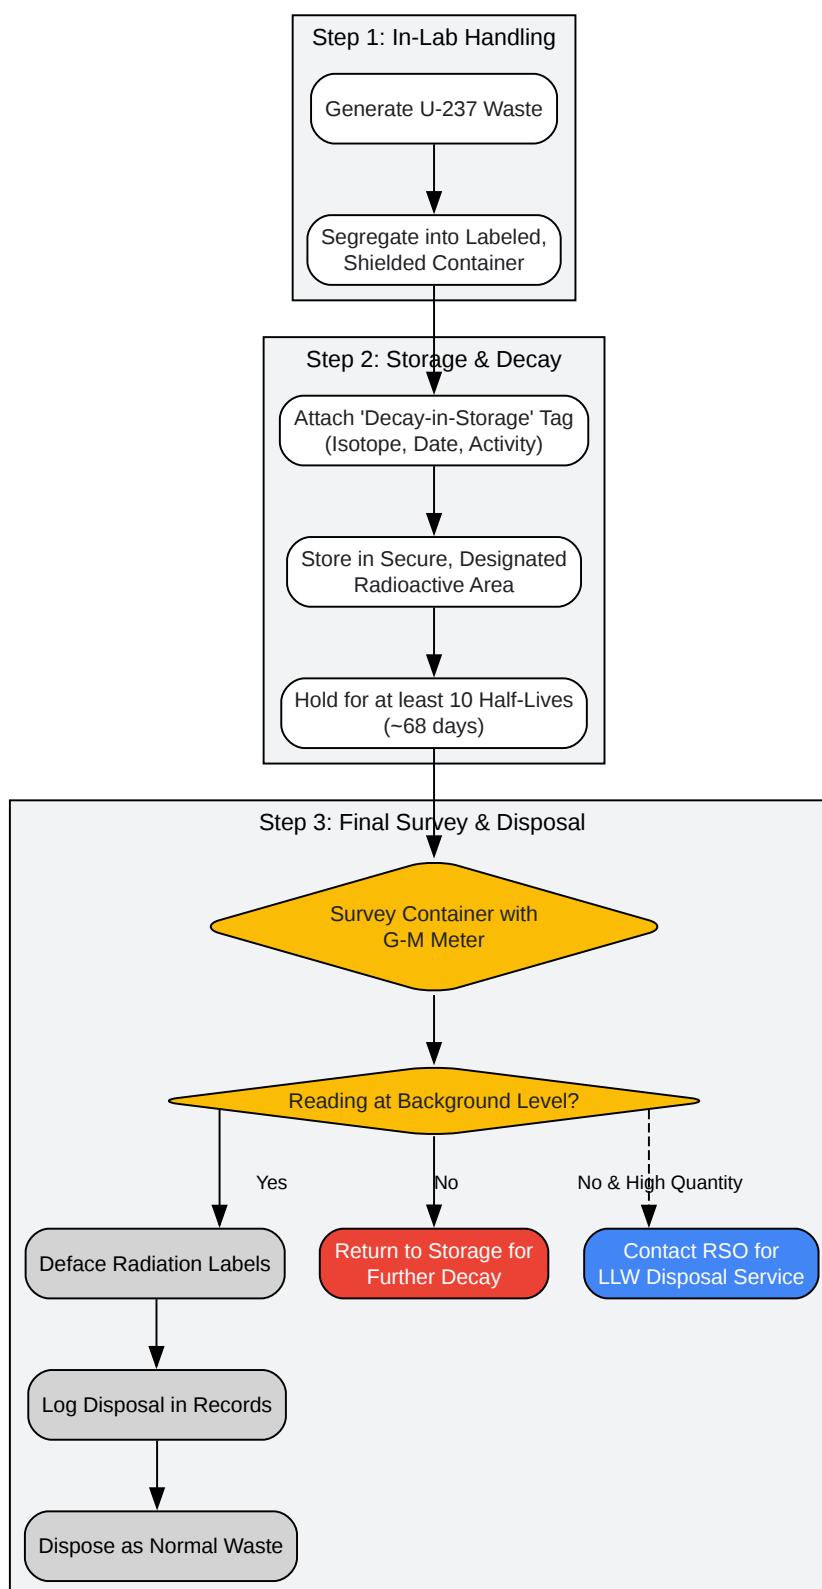 Step 1: In-Lab Handling
Generate U-237 Waste
Segregate into Labeled,
Shielded Container
Step 2: Storage & Decay
Attach 'Decay-in-Storage' Tag
(Isotope, Date, Activity)
Store in Secure, Designated
Radioactive Area
Hold for at least 10 Half-Lives
(~68 days)
Step 3: Final Survey & Disposal
Survey Container with
G-M Meter
Reading at Background Level?
Yes
No
No & High Quantity
Deface Radiation Labels
Return to Storage for
Further Decay
Contact RSO for
LLW Disposal Service
Log Disposal in Records
Dispose as Normal Waste